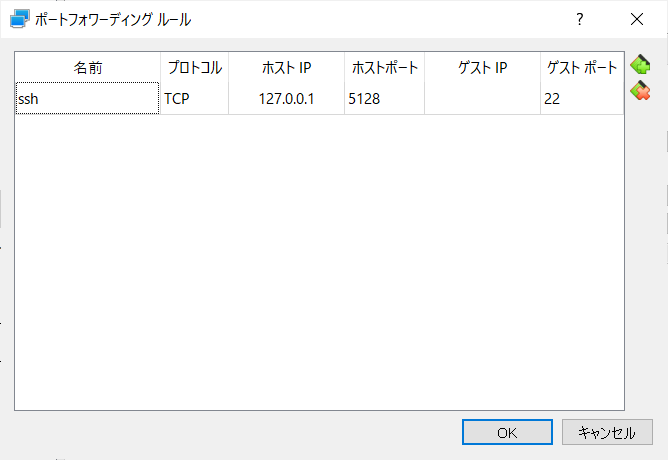 ポートフォワーディング ルール ?
名前 プロトコル ホスト IP ホストポート ゲスト IP ゲスト ポート
ssh TCP 127.0.0.1 5128 22
OK キャンセル